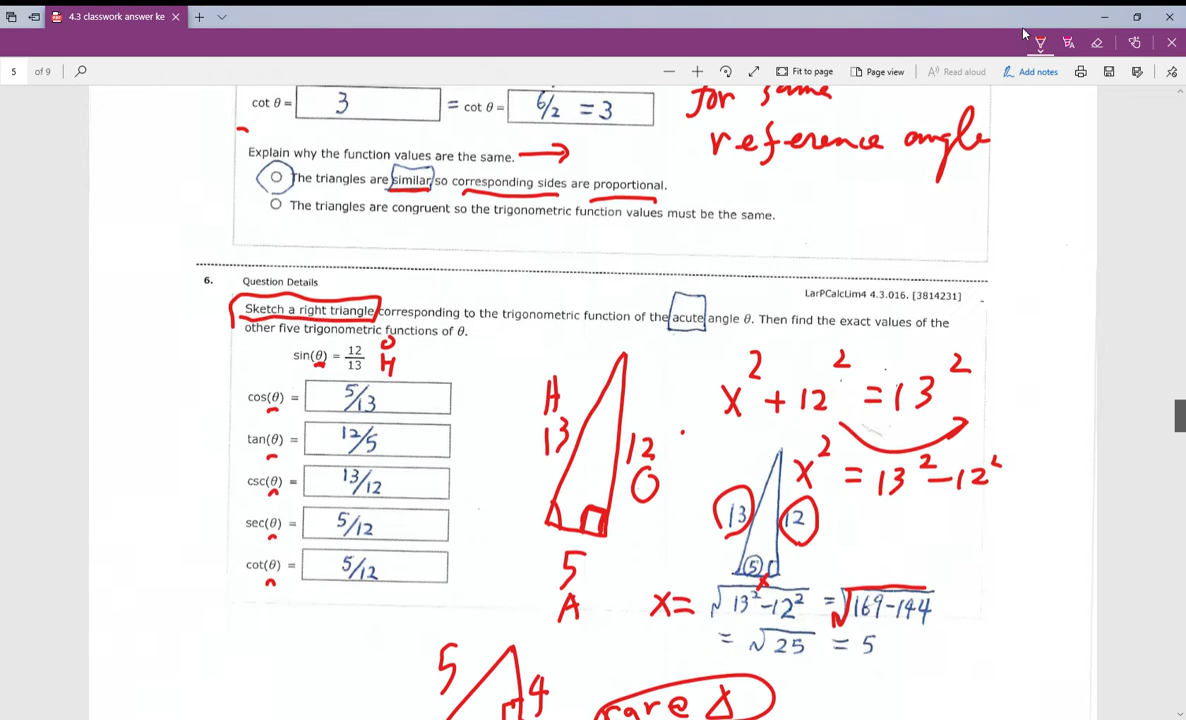 4.3 classwork answer ke
5 of 9 Fit to page Page view Read aloud Add notes
cot θ = 3 = cot θ = 6/2 = 3
for same
reference angle
Explain why the function values are the same.
The triangles are similar so corresponding sides are proportional.
The triangles are congruent so the trigonometric function values must be the same.
6. Question Details
LarPCalcLim4 4.3.016. [3814231]
Sketch a right triangle corresponding to the trigonometric function of the acute angle θ. Then find the exact values of the
other five trigonometric functions of θ.
sin(θ) = 12/13 O H
cos(θ) = 5/13
tan(θ) = 12/5
csc(θ) = 13/12
sec(θ) = 5/12
cot(θ) = 5/12
H
13
12
O
5
A
x² + 12² = 13²
x² = 13² - 12²
13 12
5
x
x = √13² - 12² = √169 - 144
= √25 = 5
5
4
rare Δ